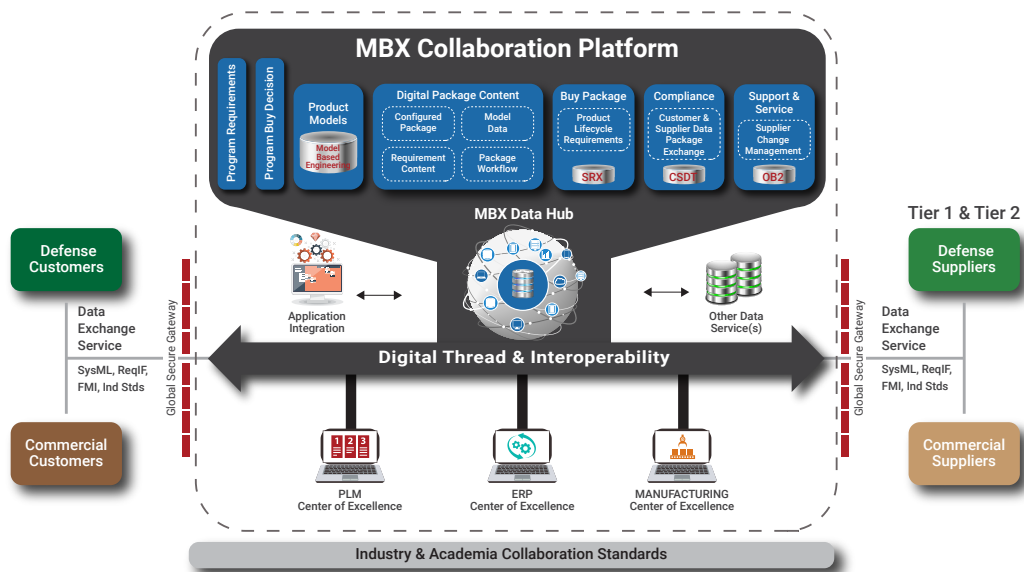 MBX Collaboration Platform
Program Requirements
Program Buy Decision
Product
Models
Model
Based
Engineering
Digital Package Content
Configured
Package
Model
Data
Requirement
Content
Package
Workflow
Buy Package
Product
Lifecycle
Requirements
SRX
Compliance
Customer &
Supplier Data
Package
Exchange
CSDT
Support &
Service
Supplier
Change
Management
OB2
MBX Data Hub
Application
Integration
Other Data
Service(s)
Defense
Customers
Data
Exchange
Service
SysML, ReqIF,
FMI, Ind Stds
Commercial
Customers
Global Secure Gateway
Digital Thread & Interoperability
Global Secure Gateway
Tier 1 & Tier 2
Defense
Suppliers
Data
Exchange
Service
SysML, ReqIF,
FMI, Ind Stds
Commercial
Suppliers
1 2 3
PLM
Center of Excellence
ERP
Center of Excellence
MANUFACTURING
Center of Excellence
Industry & Academia Collaboration Standards